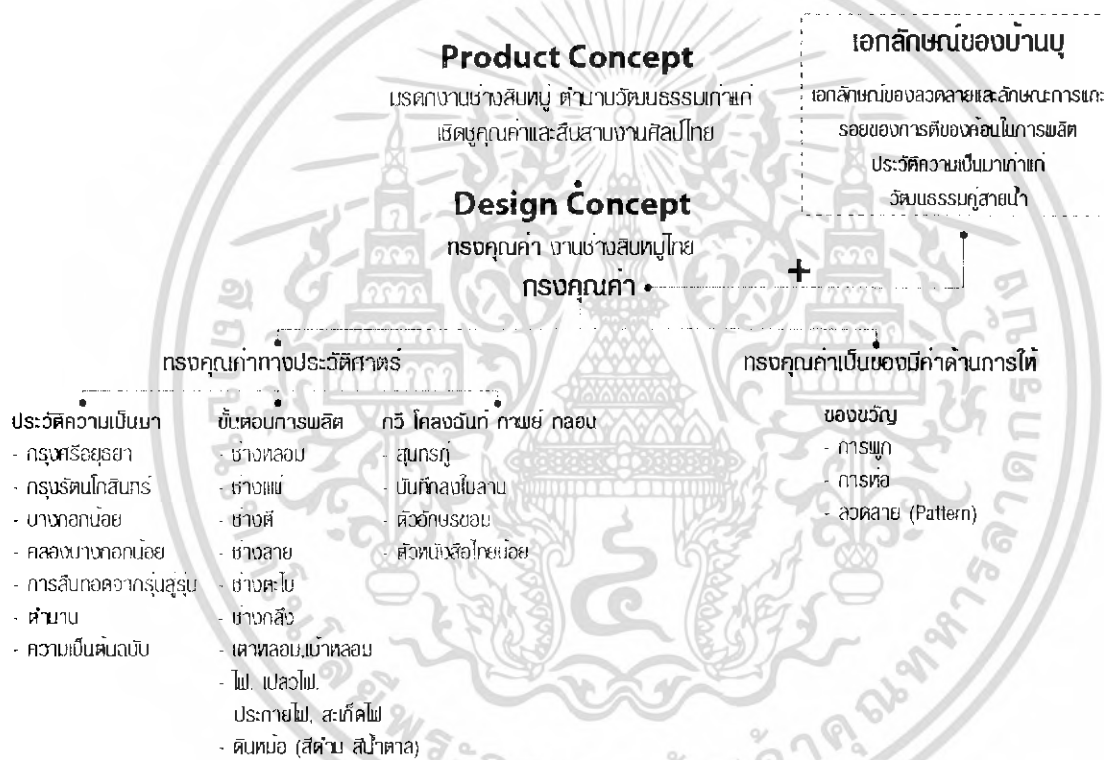 Product Concept
มรดกงานช่างสิบหมู่ ตำนานวัฒนธรรมเก่าแก่
เชิดชูคุณค่าและสืบสานงานศิลป์ไทย
Design Concept
ทรงคุณค่า งานช่างสิบหมู่ไทย
ทรงคุณค่า
+
เอกลักษณ์ของบ้านบุ
เอกลักษณ์ของลวดลายและลักษณะการแกะ
รอยของการตีของค้อนในการผลิต
ประวัติความเป็นมาเก่าแก่
วัฒนธรรมคู่สายน้ำ
ทรงคุณค่าทางประวัติศาตร์
ประวัติความเป็นมา
- กรุงศรีอยุธยา
- กรุงรัตนโกสินทร์
- บางกอกน้อย
- คลองบางกอกน้อย
- การสืบทอดจากรุ่นสู่รุ่น
- ตำนาน
- ความเป็นต้นฉบับ
ขั้นตอนการผลิต
- ช่างหลอม
- ช่างแผ่
- ช่างตี
- ช่างลาย
- ช่างตะไบ
- ช่างกลึง
- เตาหลอม,เบ้าหลอม
- ไฟ, เปลวไฟ,
ประกายไฟ, สะเก็ดไฟ
- ดินหม้อ (สีดำม สีน้ำตาล)
กวี โคลงฉันท์ กาพย์ กลอน
- สุนทรภู่
- บันทึกลงใบลาน
- ตัวอักษรขอม
- ตัวหนังสือไทยน้อย
ทรงคุณค่าเป็นของมีค่าด้านการให้
ของขวัญ
- การผูก
- การห่อ
- ลวดลาย (Pattern)